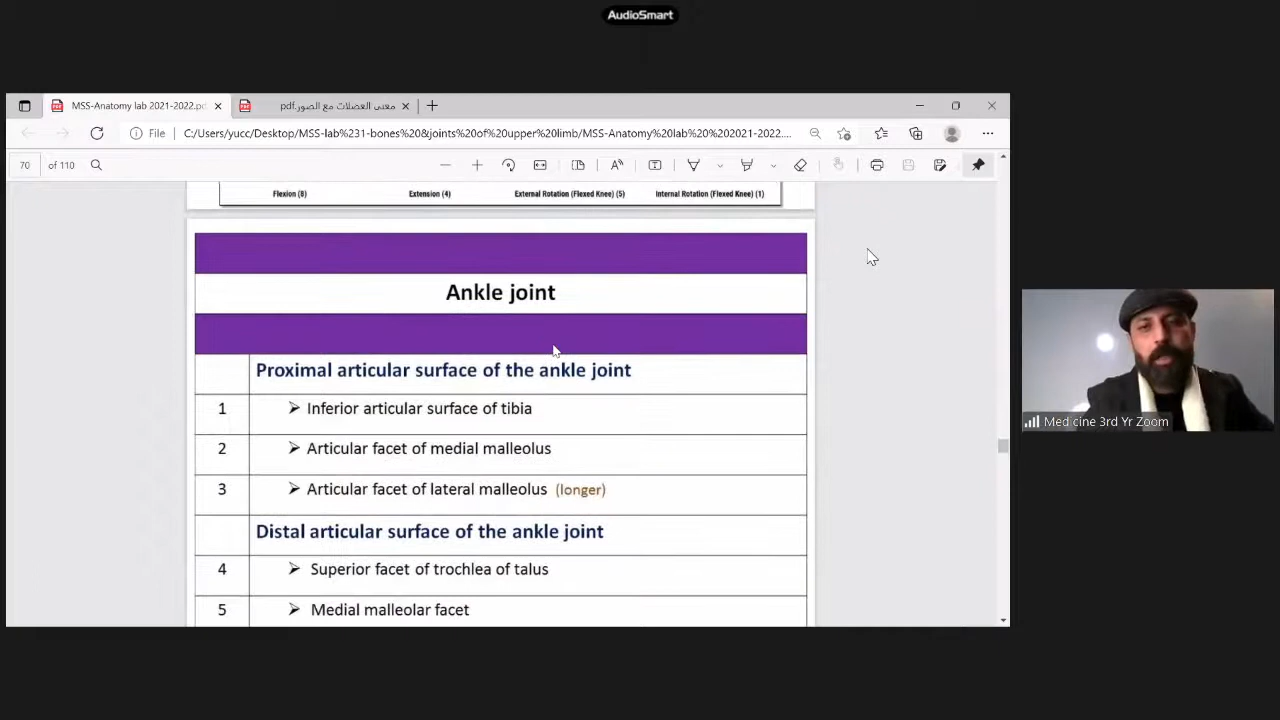 AudioSmart
MSS-Anatomy lab 2021-2022.pd
معنى العضلات مع الصور.pdf
File
C:/Users/yucc/Desktop/MSS-lab%231-bones%20&joints%20of%20upper%20limb/MSS-Anatomy%20lab%20%202021-2022....
70 of 110
Flexion (8) Extension (4) External Rotation (Flexed Knee) (5) Internal Rotation (Flexed Knee) (1)
Ankle joint
Proximal articular surface of the ankle joint
1 ➢ Inferior articular surface of tibia
2 ➢ Articular facet of medial malleolus
3 ➢ Articular facet of lateral malleolus (longer)
Distal articular surface of the ankle joint
4 ➢ Superior facet of trochlea of talus
5 ➢ Medial malleolar facet
Medicine 3rd Yr Zoom